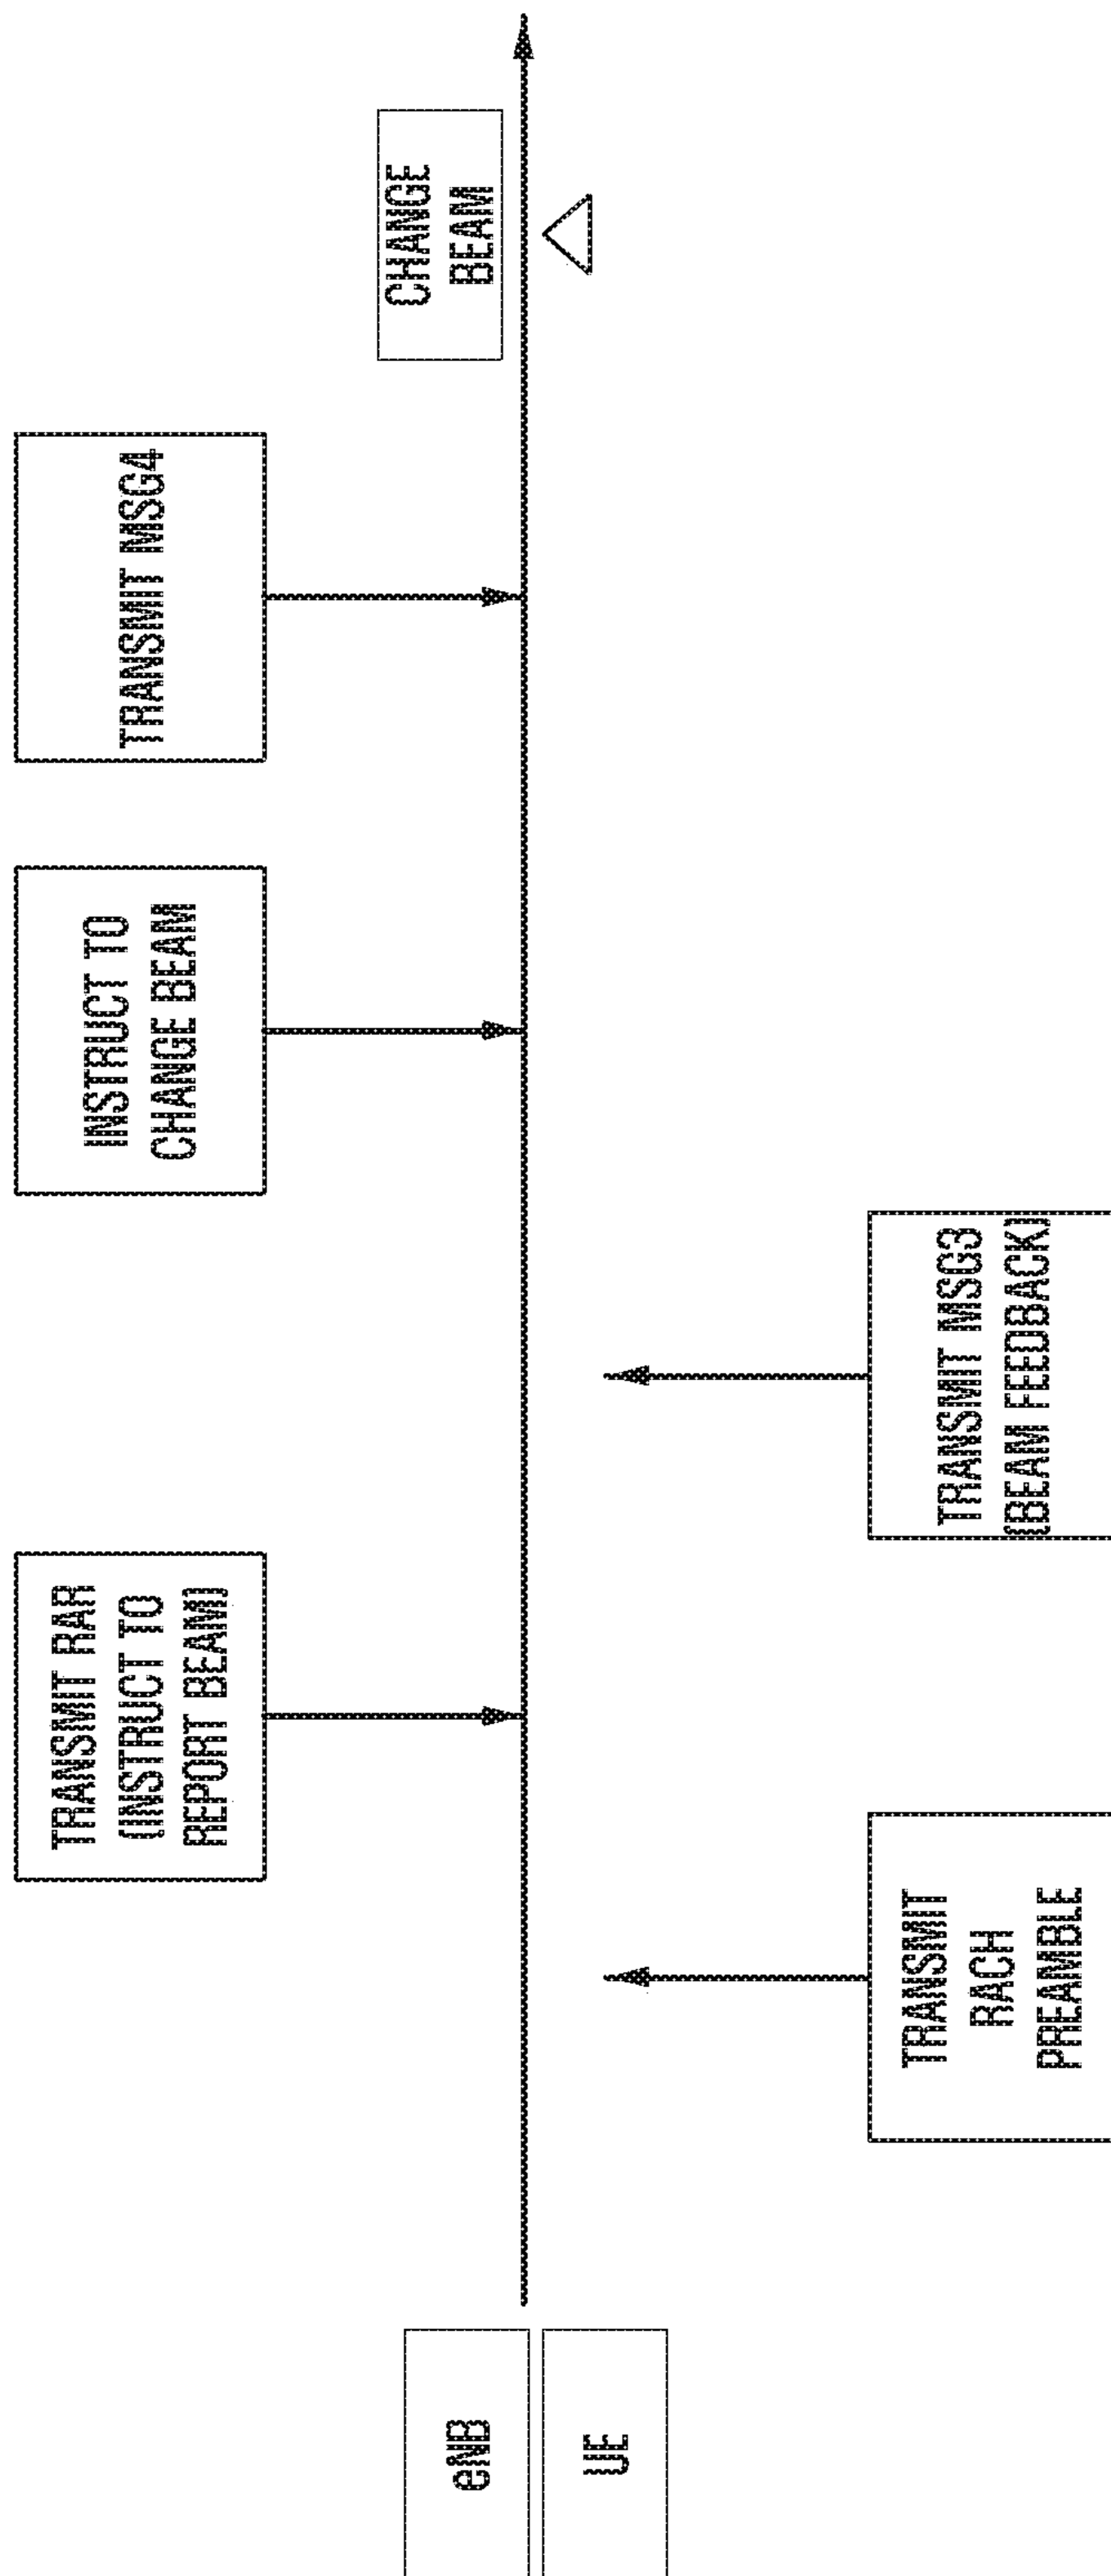 TRANSMIT RAR
(INSTRUCT TO
REPORT BEAM)
INSTRUCT TO
CHANGE BEAM
TRANSMIT MSG4
CHANGE
BEAM
eNB
UE
TRANSMIT
RACH
PREAMBLE
TRANSMIT MSG3
(BEAM FEEDBACK)